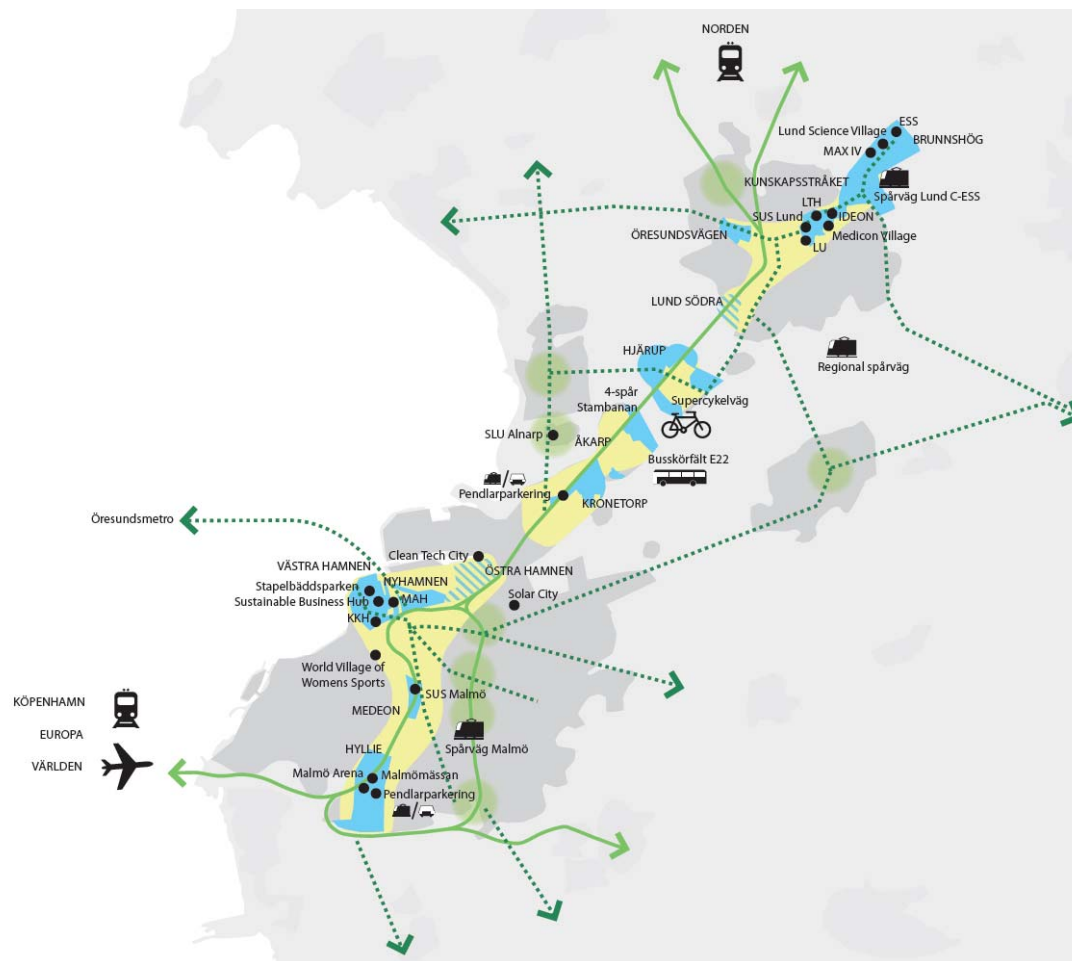 NORDEN
ESS
Lund Science Village
BRUNNSHÖG
MAX IV
KUNSKAPSSTRÅKET
Spårväg Lund C-ESS
LTH
SUS Lund
IDEON
ÖRESUNDSVÄGEN
Medicon Village
LU
LUND SÖDRA
HJÄRUP
Regional spårväg
4-spår
Stambanan
Supercykelväg
SLU Alnarp
ÅKARP
Busskörfält E22
/
Pendlarparkering
KRONETORP
Öresundsmetro
Clean Tech City
VÄSTRA HAMNEN
ÖSTRA HAMNEN
NYHAMNEN
Stapelbäddsparken
Sustainable Business Hub
MAH
Solar City
KKH
World Village of
Womens Sports
SUS Malmö
KÖPENHAMN
MEDEON
EUROPA
HYLLIE
Spårväg Malmö
VÄRLDEN
Malmö Arena
Malmömässan
Pendlarparkering
/